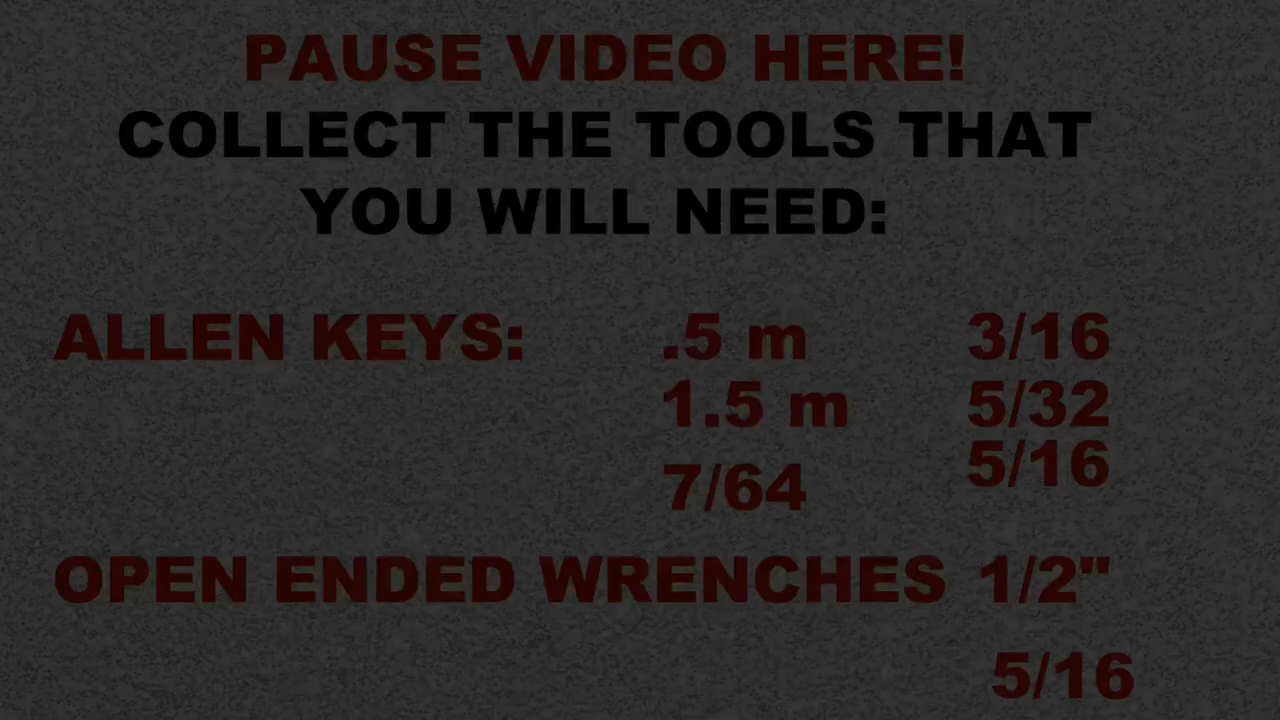 PAUSE VIDEO HERE!
COLLECT THE TOOLS THAT
YOU WILL NEED:
ALLEN KEYS: .5 m 3/16
1.5 m 5/32
7/64 5/16
OPEN ENDED WRENCHES 1/2"
5/16